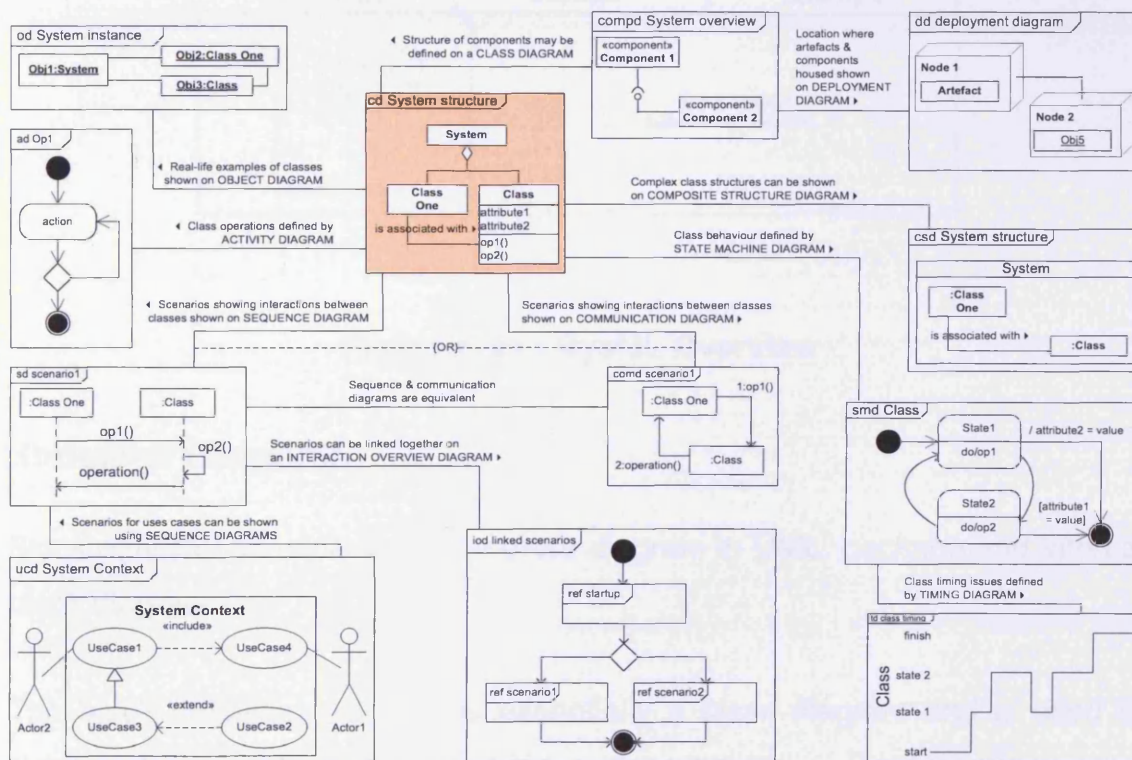 od System instance
Obj1:System
Obj2:Class One
Obj3:Class
◂ Structure of components may be
defined on a CLASS DIAGRAM
compd System overview
«component»
Component 1
«component»
Component 2
Location where
artefacts &
components
housed shown
on DEPLOYMENT
DIAGRAM ▸
dd deployment diagram
Node 1
Artefact
Node 2
Obj5
ad Op1
action
◂ Real-life examples of classes
shown on OBJECT DIAGRAM
◂ Class operations defined by
ACTIVITY DIAGRAM
cd System structure
System
Class
One
Class
attribute1
attribute2
is associated with ▸
op1()
op2()
Complex class structures can be shown
on COMPOSITE STRUCTURE DIAGRAM ▸
Class behaviour defined by
STATE MACHINE DIAGRAM ▸
csd System structure
System
:Class
One
is associated with ▸
:Class
◂ Scenarios showing interactions between
classes shown on SEQUENCE DIAGRAM
Scenarios showing interactions between classes
shown on COMMUNICATION DIAGRAM ▸
{OR}
sd scenario1
:Class One
:Class
op1()
op2()
operation()
Sequence & communication
diagrams are equivalent
comd scenario1
:Class One
1:op1()
2:operation()
:Class
Scenarios can be linked together on
an INTERACTION OVERVIEW DIAGRAM ▸
smd Class
State1
do/op1
/ attribute2 = value
State2
do/op2
[attribute1
= value]
◂ Scenarios for uses cases can be shown
using SEQUENCE DIAGRAMS
ucd System Context
System Context
«include»
UseCase1
UseCase4
«extend»
UseCase3
UseCase2
Actor2
Actor1
iod linked scenarios
ref startup
ref scenario1
ref scenario2
Class timing issues defined
by TIMING DIAGRAM ▸
td class timing
Class
finish
state 2
state 1
start